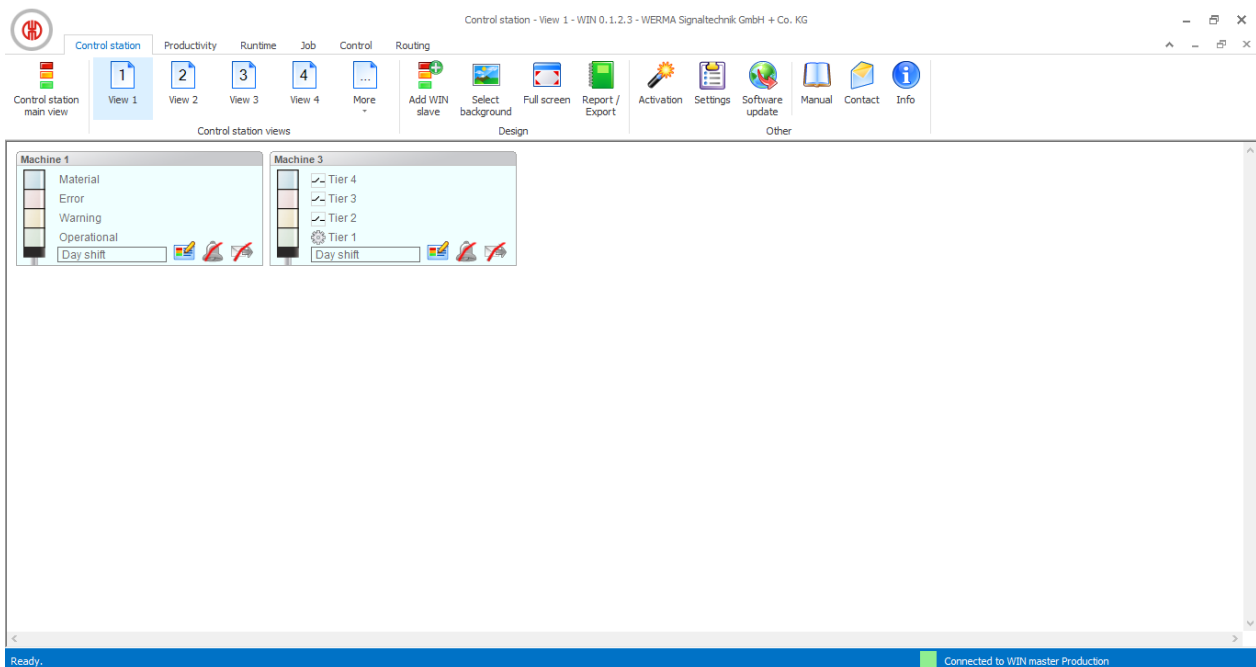 Control station - View 1 - WIN 0.1.2.3 - WERMA Signaltechnik GmbH + Co. KG
Control station Productivity Runtime Job Control Routing
Control station main view
1
View 1
2
View 2
3
View 3
4
View 4
...
More
Add WIN slave
Select background
Full screen
Report / Export
Activation
Settings
Software update
Manual
Contact
Info
Control station views
Design
Other
Machine 1
Material
Error
Warning
Operational
Day shift
Machine 3
Tier 4
Tier 3
Tier 2
Tier 1
Day shift
Ready.
Connected to WIN master Production